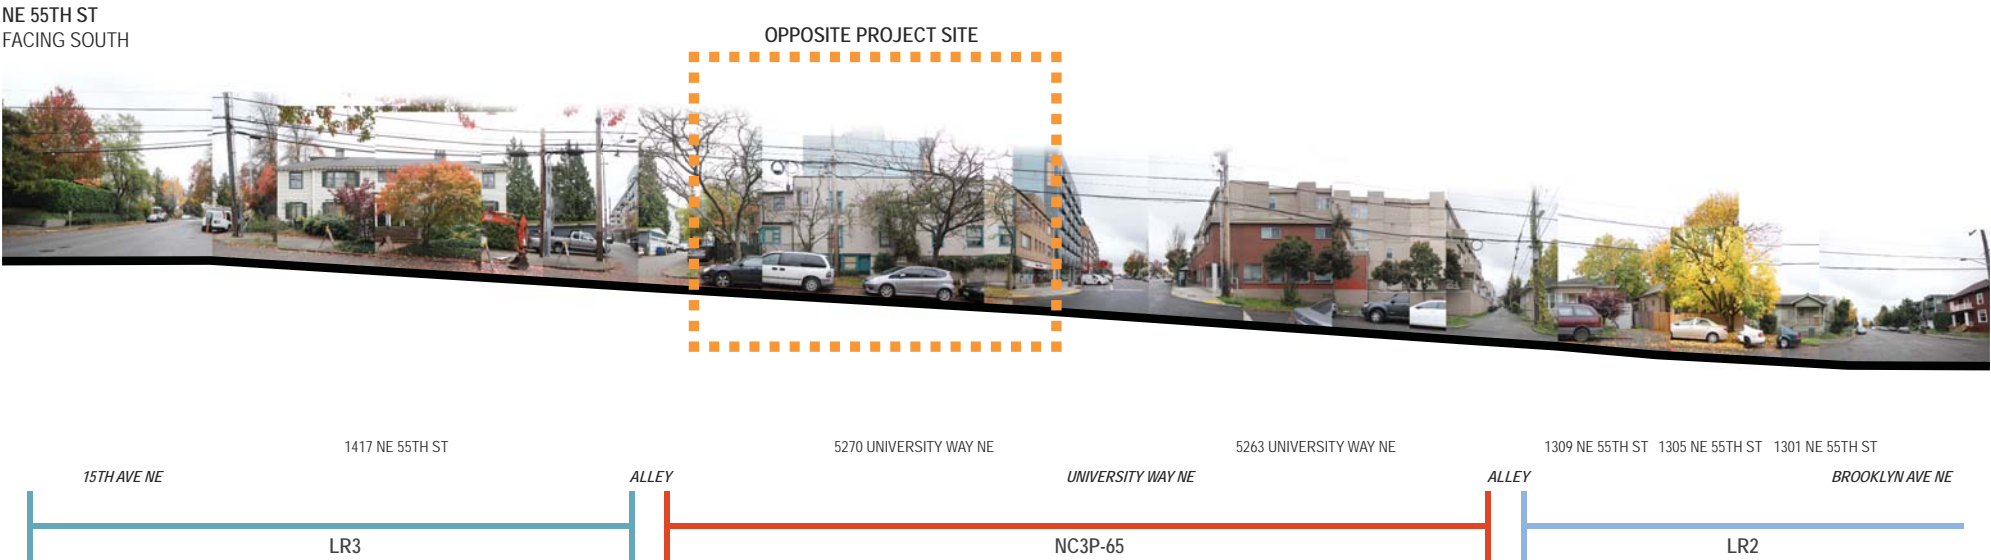 NE 55TH ST
FACING SOUTH
OPPOSITE PROJECT SITE
1417 NE 55TH ST
5270 UNIVERSITY WAY NE
5263 UNIVERSITY WAY NE
1309 NE 55TH ST
1305 NE 55TH ST
1301 NE 55TH ST
15TH AVE NE
ALLEY
UNIVERSITY WAY NE
ALLEY
BROOKLYN AVE NE
LR3
NC3P-65
LR2